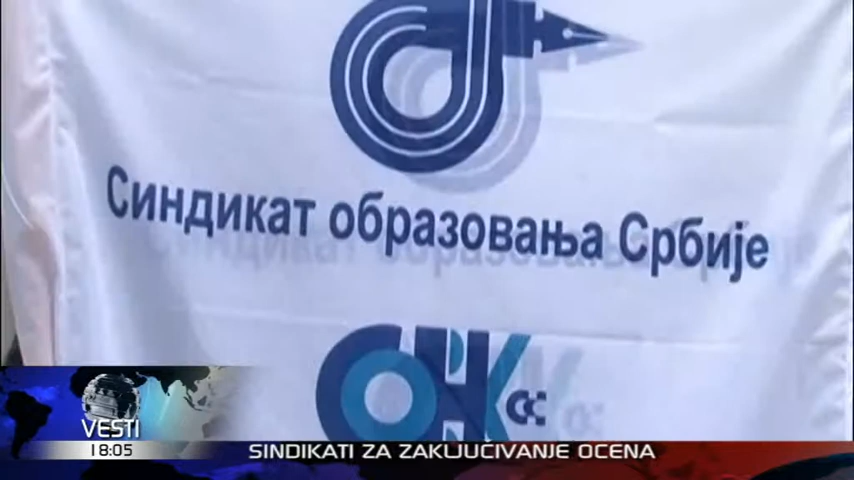 Синдикат образовања Србије
VESTI
18:05
SINDIKATI ZA ZAKLJUČIVANJE OCENA